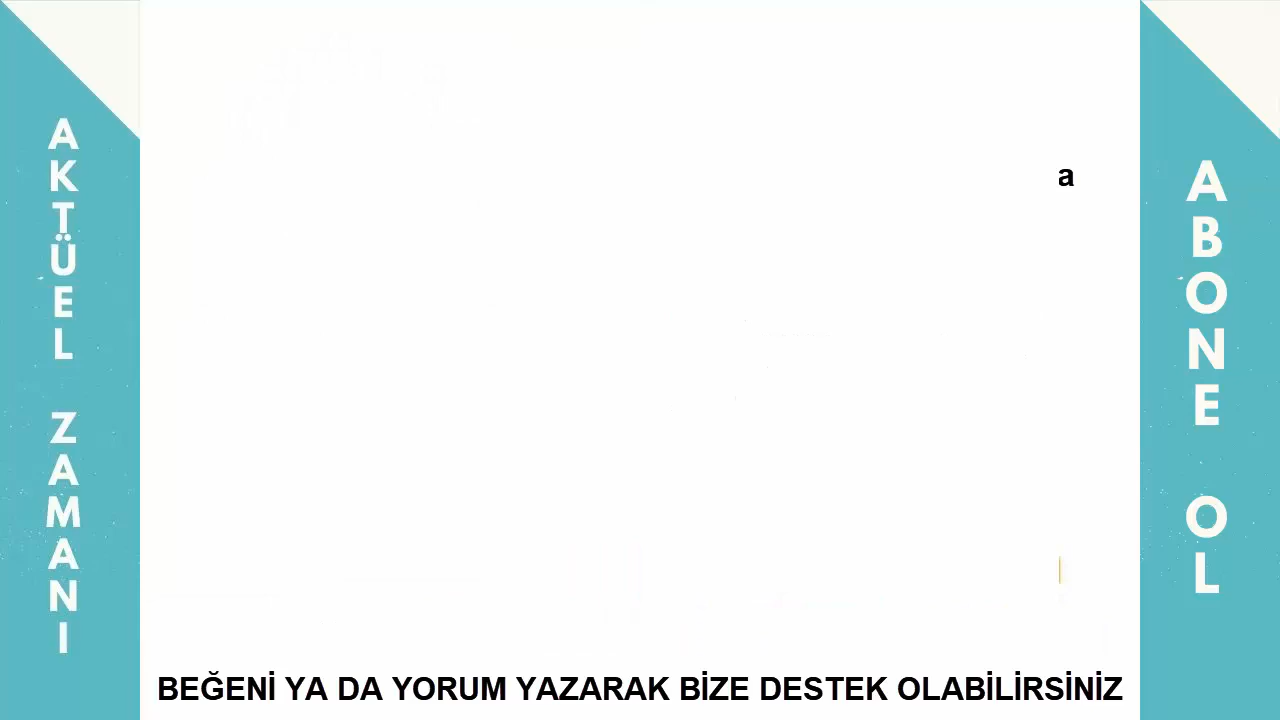 AKTÜEL ZAMANI
a
ABONE OL
BEĞENİ YA DA YORUM YAZARAK BİZE DESTEK OLABİLİRSİNİZ